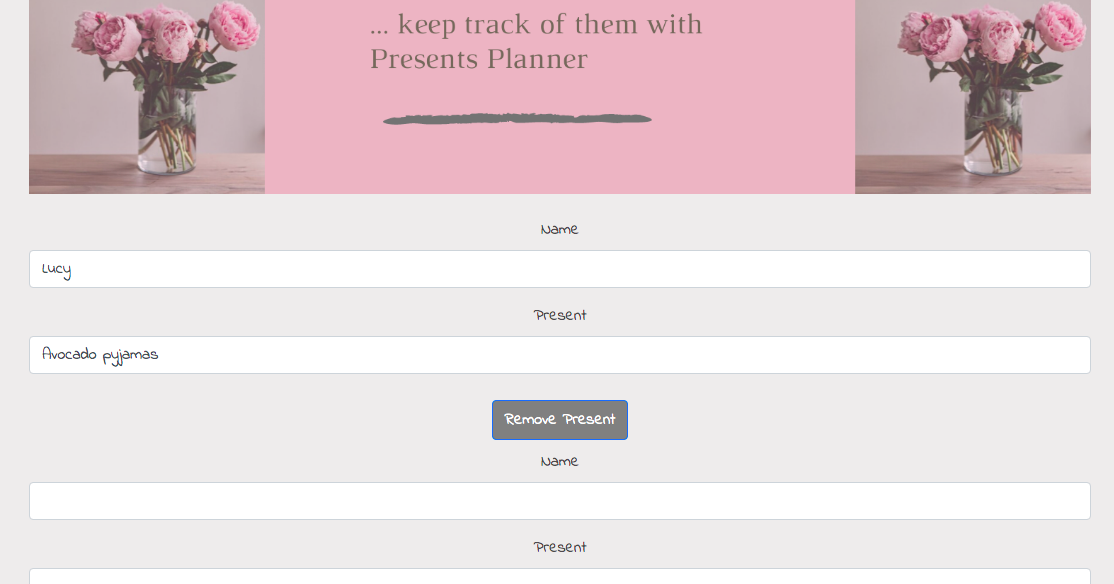 ... keep track of them with
Presents Planner
Name
Lucy
Present
Avocado pyjamas
Remove Present
Name
Present